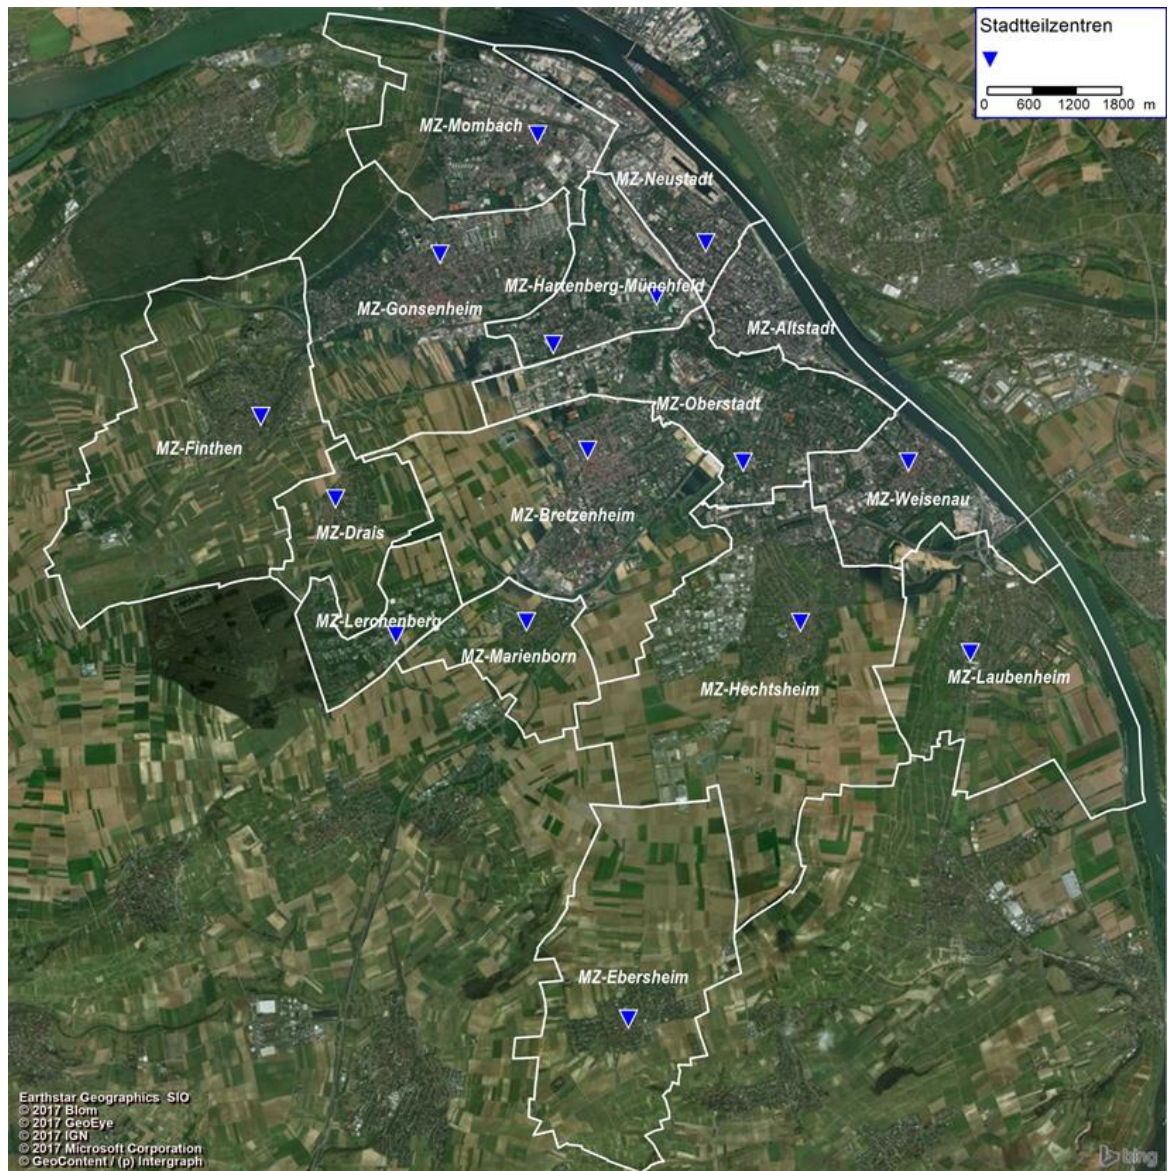 Stadtteilzentren
0 600 1200 1800 m
MZ-Mombach
MZ-Neustadt
MZ-Hartenberg-Münchfeld
MZ-Gonsenheim
MZ-Altstadt
MZ-Oberstadt
MZ-Finthen
MZ-Weisenau
MZ-Bretzenheim
MZ-Drais
MZ-Lerchenberg
MZ-Marienborn
MZ-Laubenheim
MZ-Hechtsheim
MZ-Ebersheim
Earthstar Geographics SIO
© 2017 Blom
© 2017 GeoEye
© 2017 IGN
© 2017 Microsoft Corporation
© GeoContent / (p) Intergraph
bing